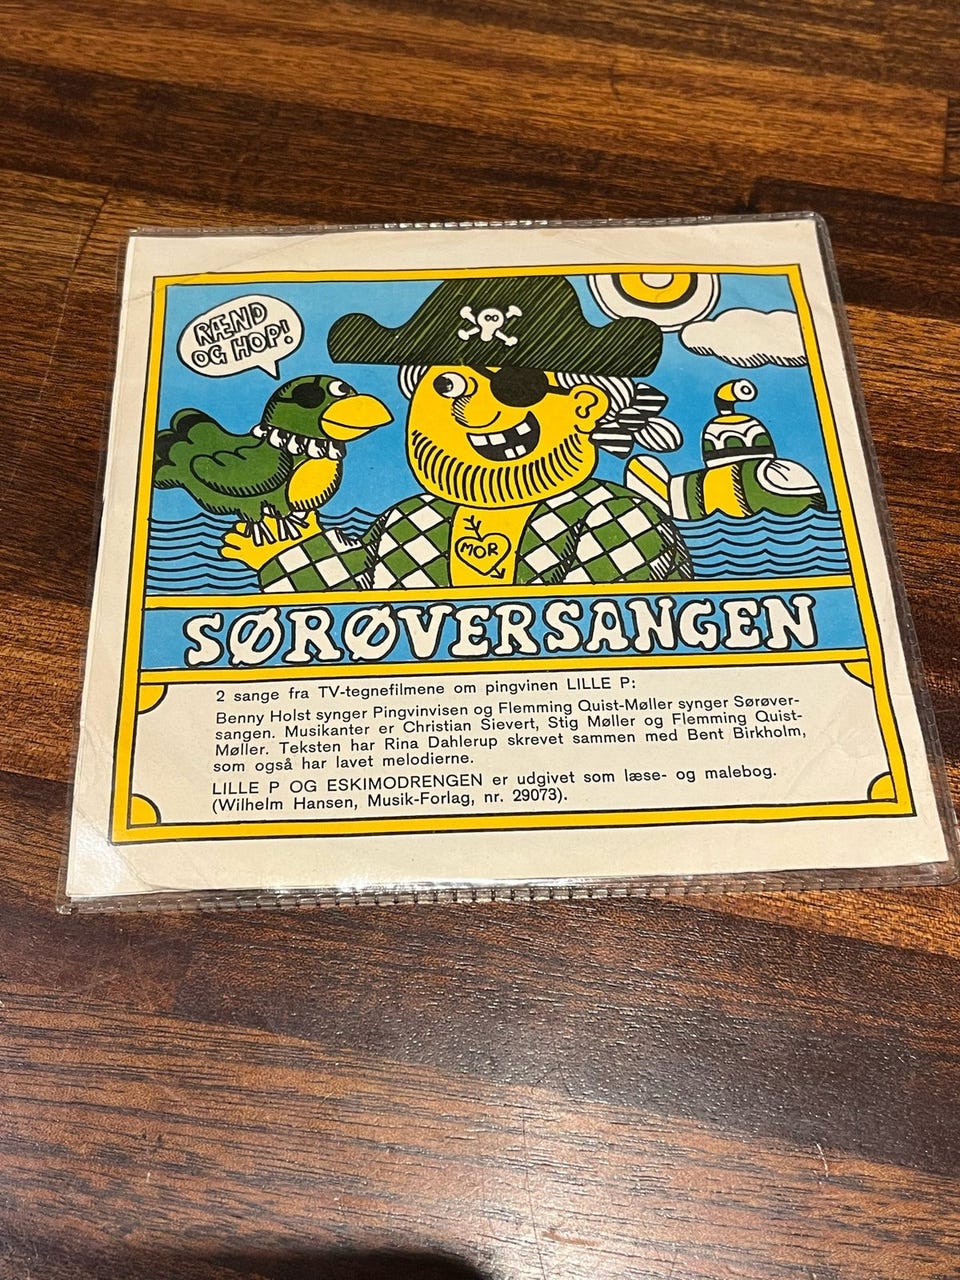 RÆND
OG HOP!
MOR
SØRØVERSANGEN
2 sange fra TV-tegnefilmene om pingvinen LILLE P:
Benny Holst synger Pingvinvisen og Flemming Quist-Møller synger Sørøver-
sangen. Musikanter er Christian Sievert, Stig Møller og Flemming Quist-
Møller. Teksten har Rina Dahlerup skrevet sammen med Bent Birkholm,
som også har lavet melodierne.
LILLE P OG ESKIMODRENGEN er udgivet som læse- og malebog.
(Wilhelm Hansen, Musik-Forlag, nr. 29073).